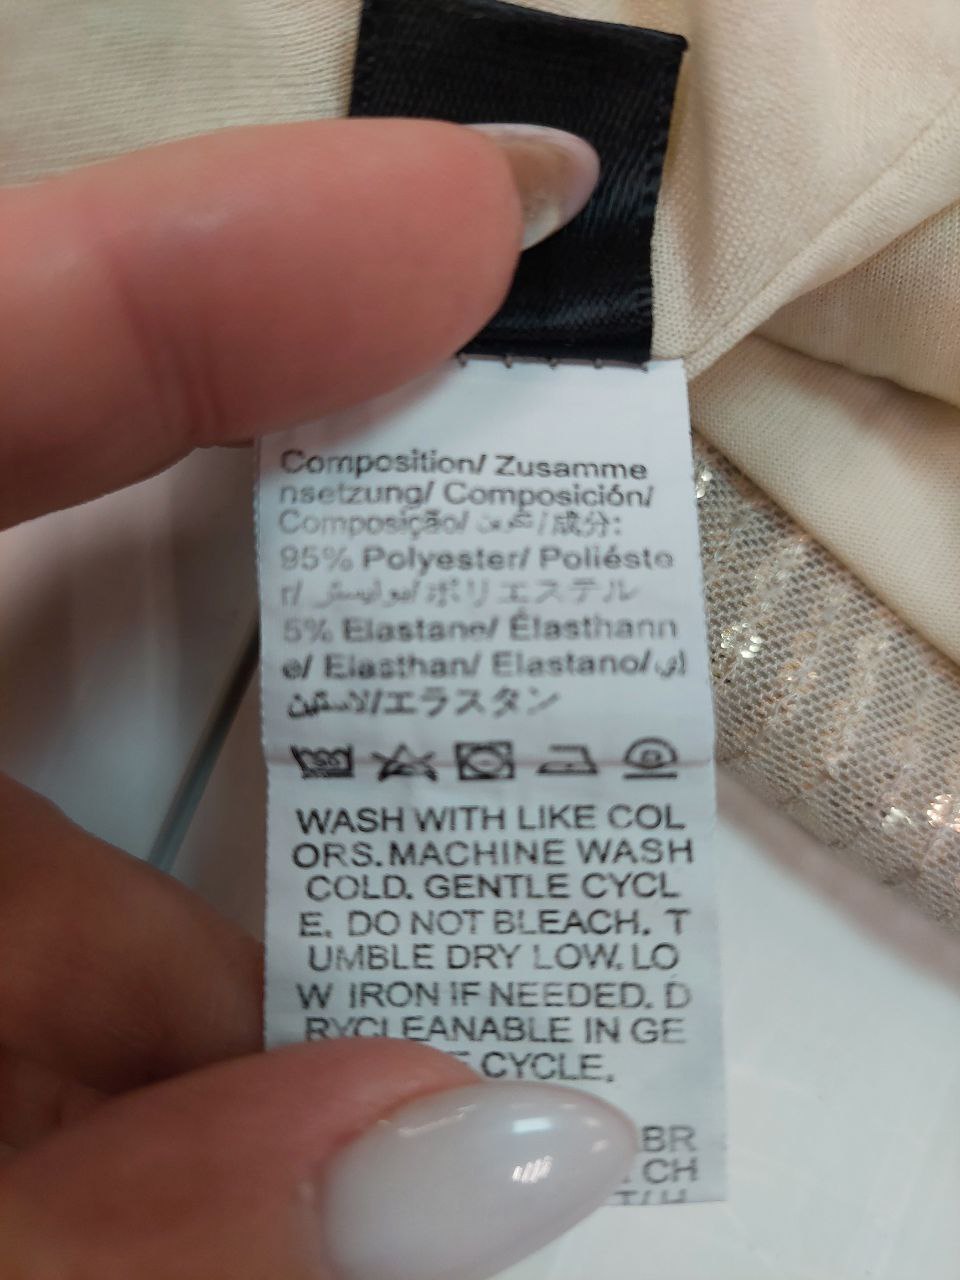 Composition/ Zusamme
nsetzung/ Composición/
Composição/ تكوين/成分:
95% Polyester/ Poliéste
r/ بوليستر/ポリエステル
5% Elastane/ Élasthann
e/ Elasthan/ Elastano/
エラスタン
WASH WITH LIKE COL
ORS. MACHINE WASH
COLD. GENTLE CYCL
E. DO NOT BLEACH. T
UMBLE DRY LOW. LO
W IRON IF NEEDED. D
RYCLEANABLE IN GE
CYCLE.
BR
CH